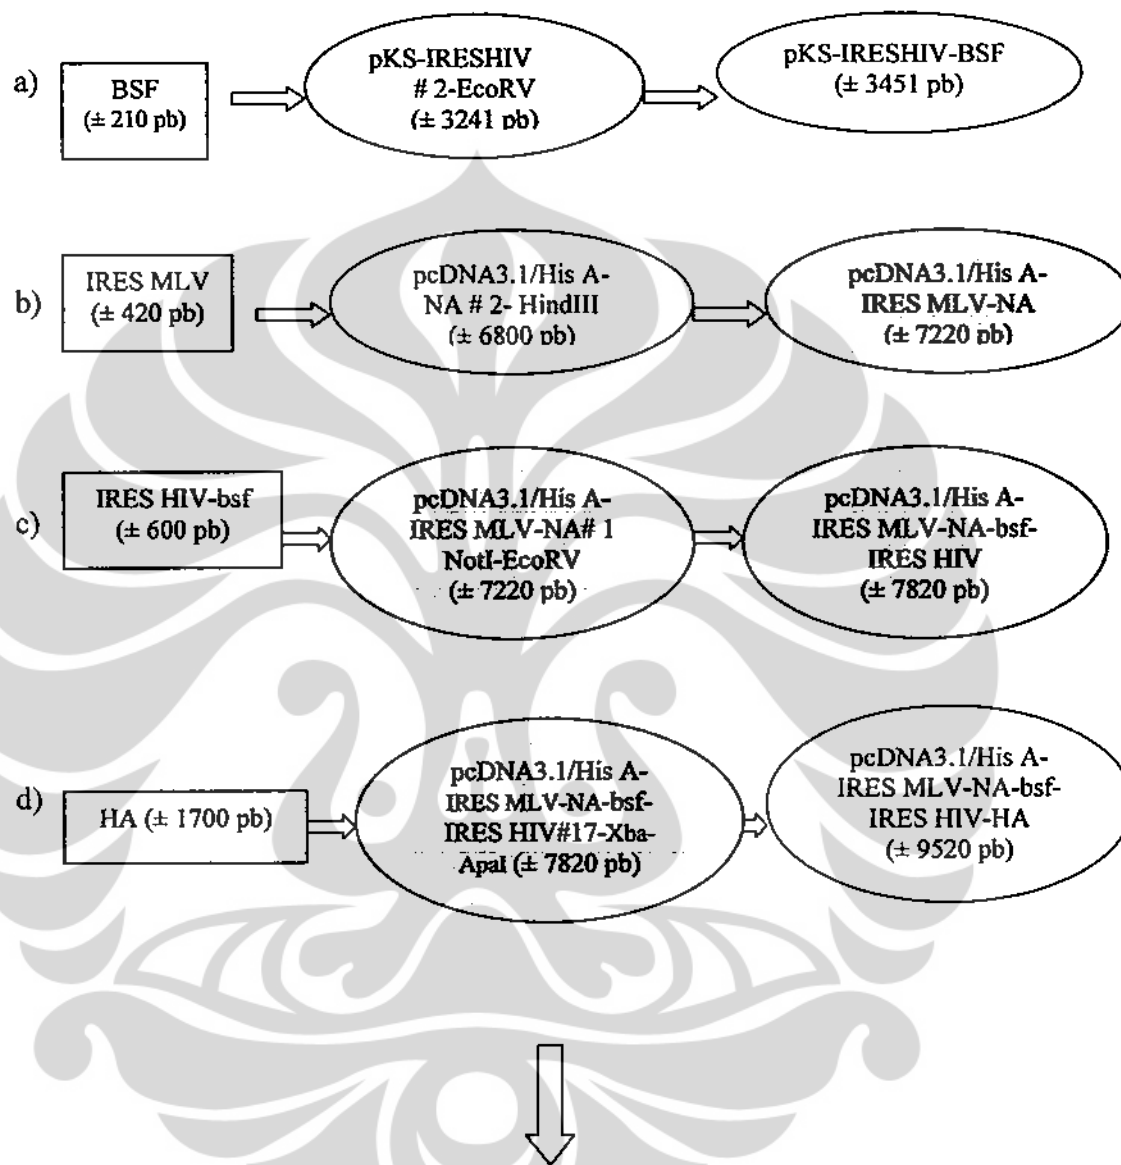 a)
BSF
(± 210 pb)
pKS-IRESHIV
# 2-EcoRV
(± 3241 pb)
pKS-IRESHIV-BSF
(± 3451 pb)
b)
IRES MLV
(± 420 pb)
pcDNA3.1/His A-
NA # 2- HindIII
(± 6800 pb)
pcDNA3.1/His A-
IRES MLV-NA
(± 7220 pb)
c)
IRES HIV-bsf
(± 600 pb)
pcDNA3.1/His A-
IRES MLV-NA# 1
NotI-EcoRV
(± 7220 pb)
pcDNA3.1/His A-
IRES MLV-NA-bsf-
IRES HIV
(± 7820 pb)
d)
HA (± 1700 pb)
pcDNA3.1/His A-
IRES MLV-NA-bsf-
IRES HIV#17-Xba-
ApaI (± 7820 pb)
pcDNA3.1/His A-
IRES MLV-NA-bsf-
IRES HIV-HA
(± 9520 pb)